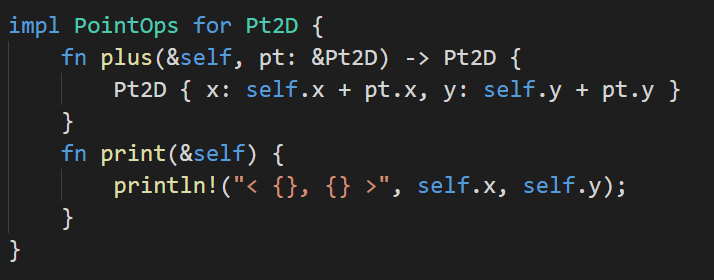 impl PointOps for Pt2D {
    fn plus(&self, pt: &Pt2D) -> Pt2D {
        Pt2D { x: self.x + pt.x, y: self.y + pt.y }
    }
    fn print(&self) {
        println!("< {}, {} >", self.x, self.y);
    }
}